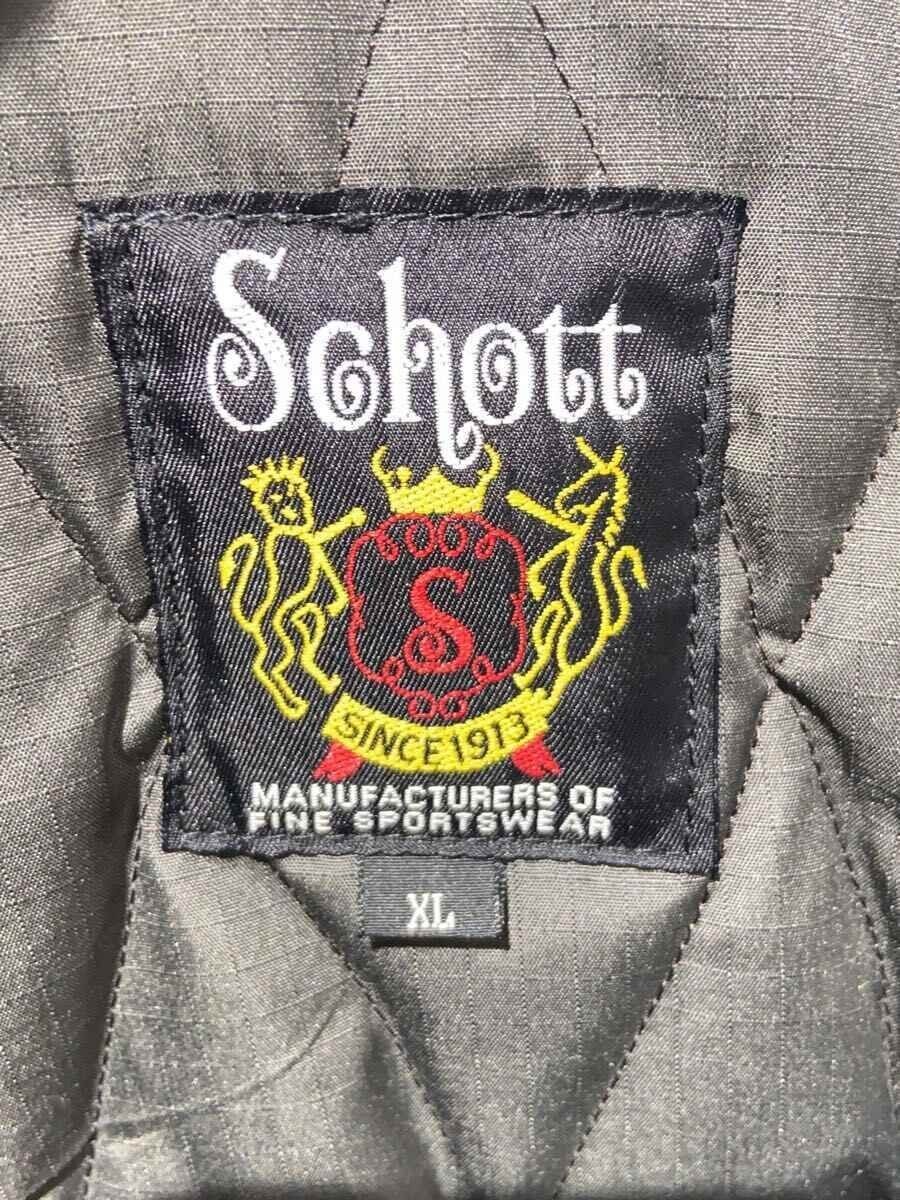 Schott
S
SINCE 1913
MANUFACTURERS OF
FINE SPORTSWEAR
XL